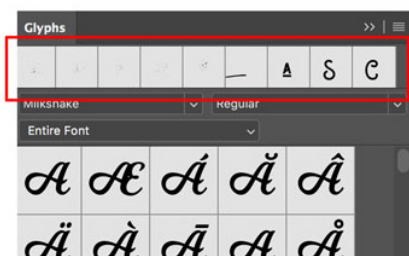 Glyphs
_ A S C
Milkshake Regular
Entire Font
A Æ Á Ă Â
Ä À Ā Ą Å